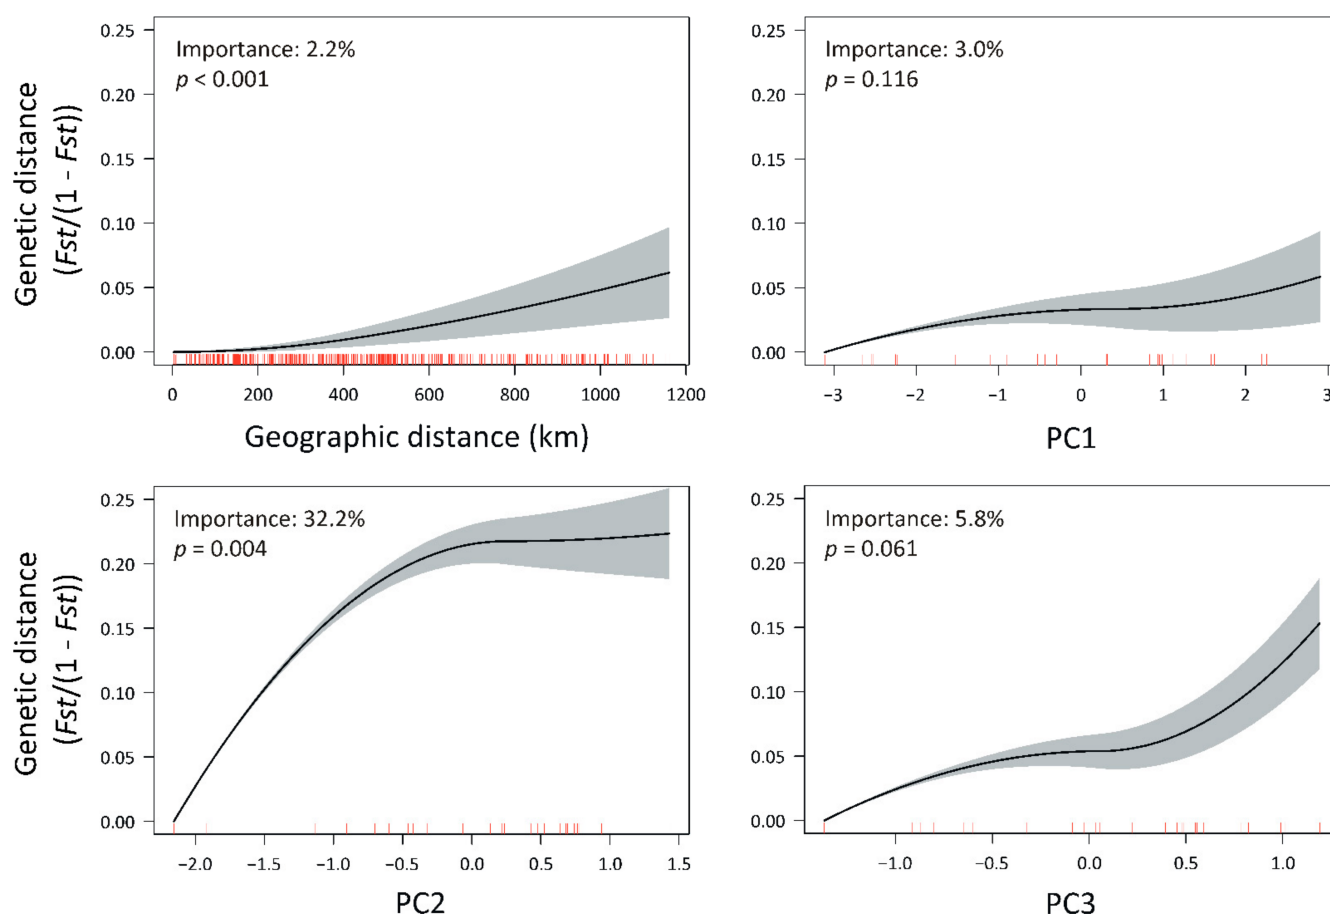 Genetic distance
(Fst/(1 - Fst))
0.25
0.20
0.15
0.10
0.05
0.00
Importance: 2.2%
p < 0.001
0 200 400 600 800 1000 1200
Geographic distance (km)
0.25
0.20
0.15
0.10
0.05
0.00
Importance: 3.0%
p = 0.116
−3 −2 −1 0 1 2 3
PC1
Genetic distance
(Fst/(1 - Fst))
0.25
0.20
0.15
0.10
0.05
0.00
Importance: 32.2%
p = 0.004
−2.0 −1.5 −1.0 −0.5 0.0 0.5 1.0 1.5
PC2
0.25
0.20
0.15
0.10
0.05
0.00
Importance: 5.8%
p = 0.061
−1.0 −0.5 0.0 0.5 1.0
PC3